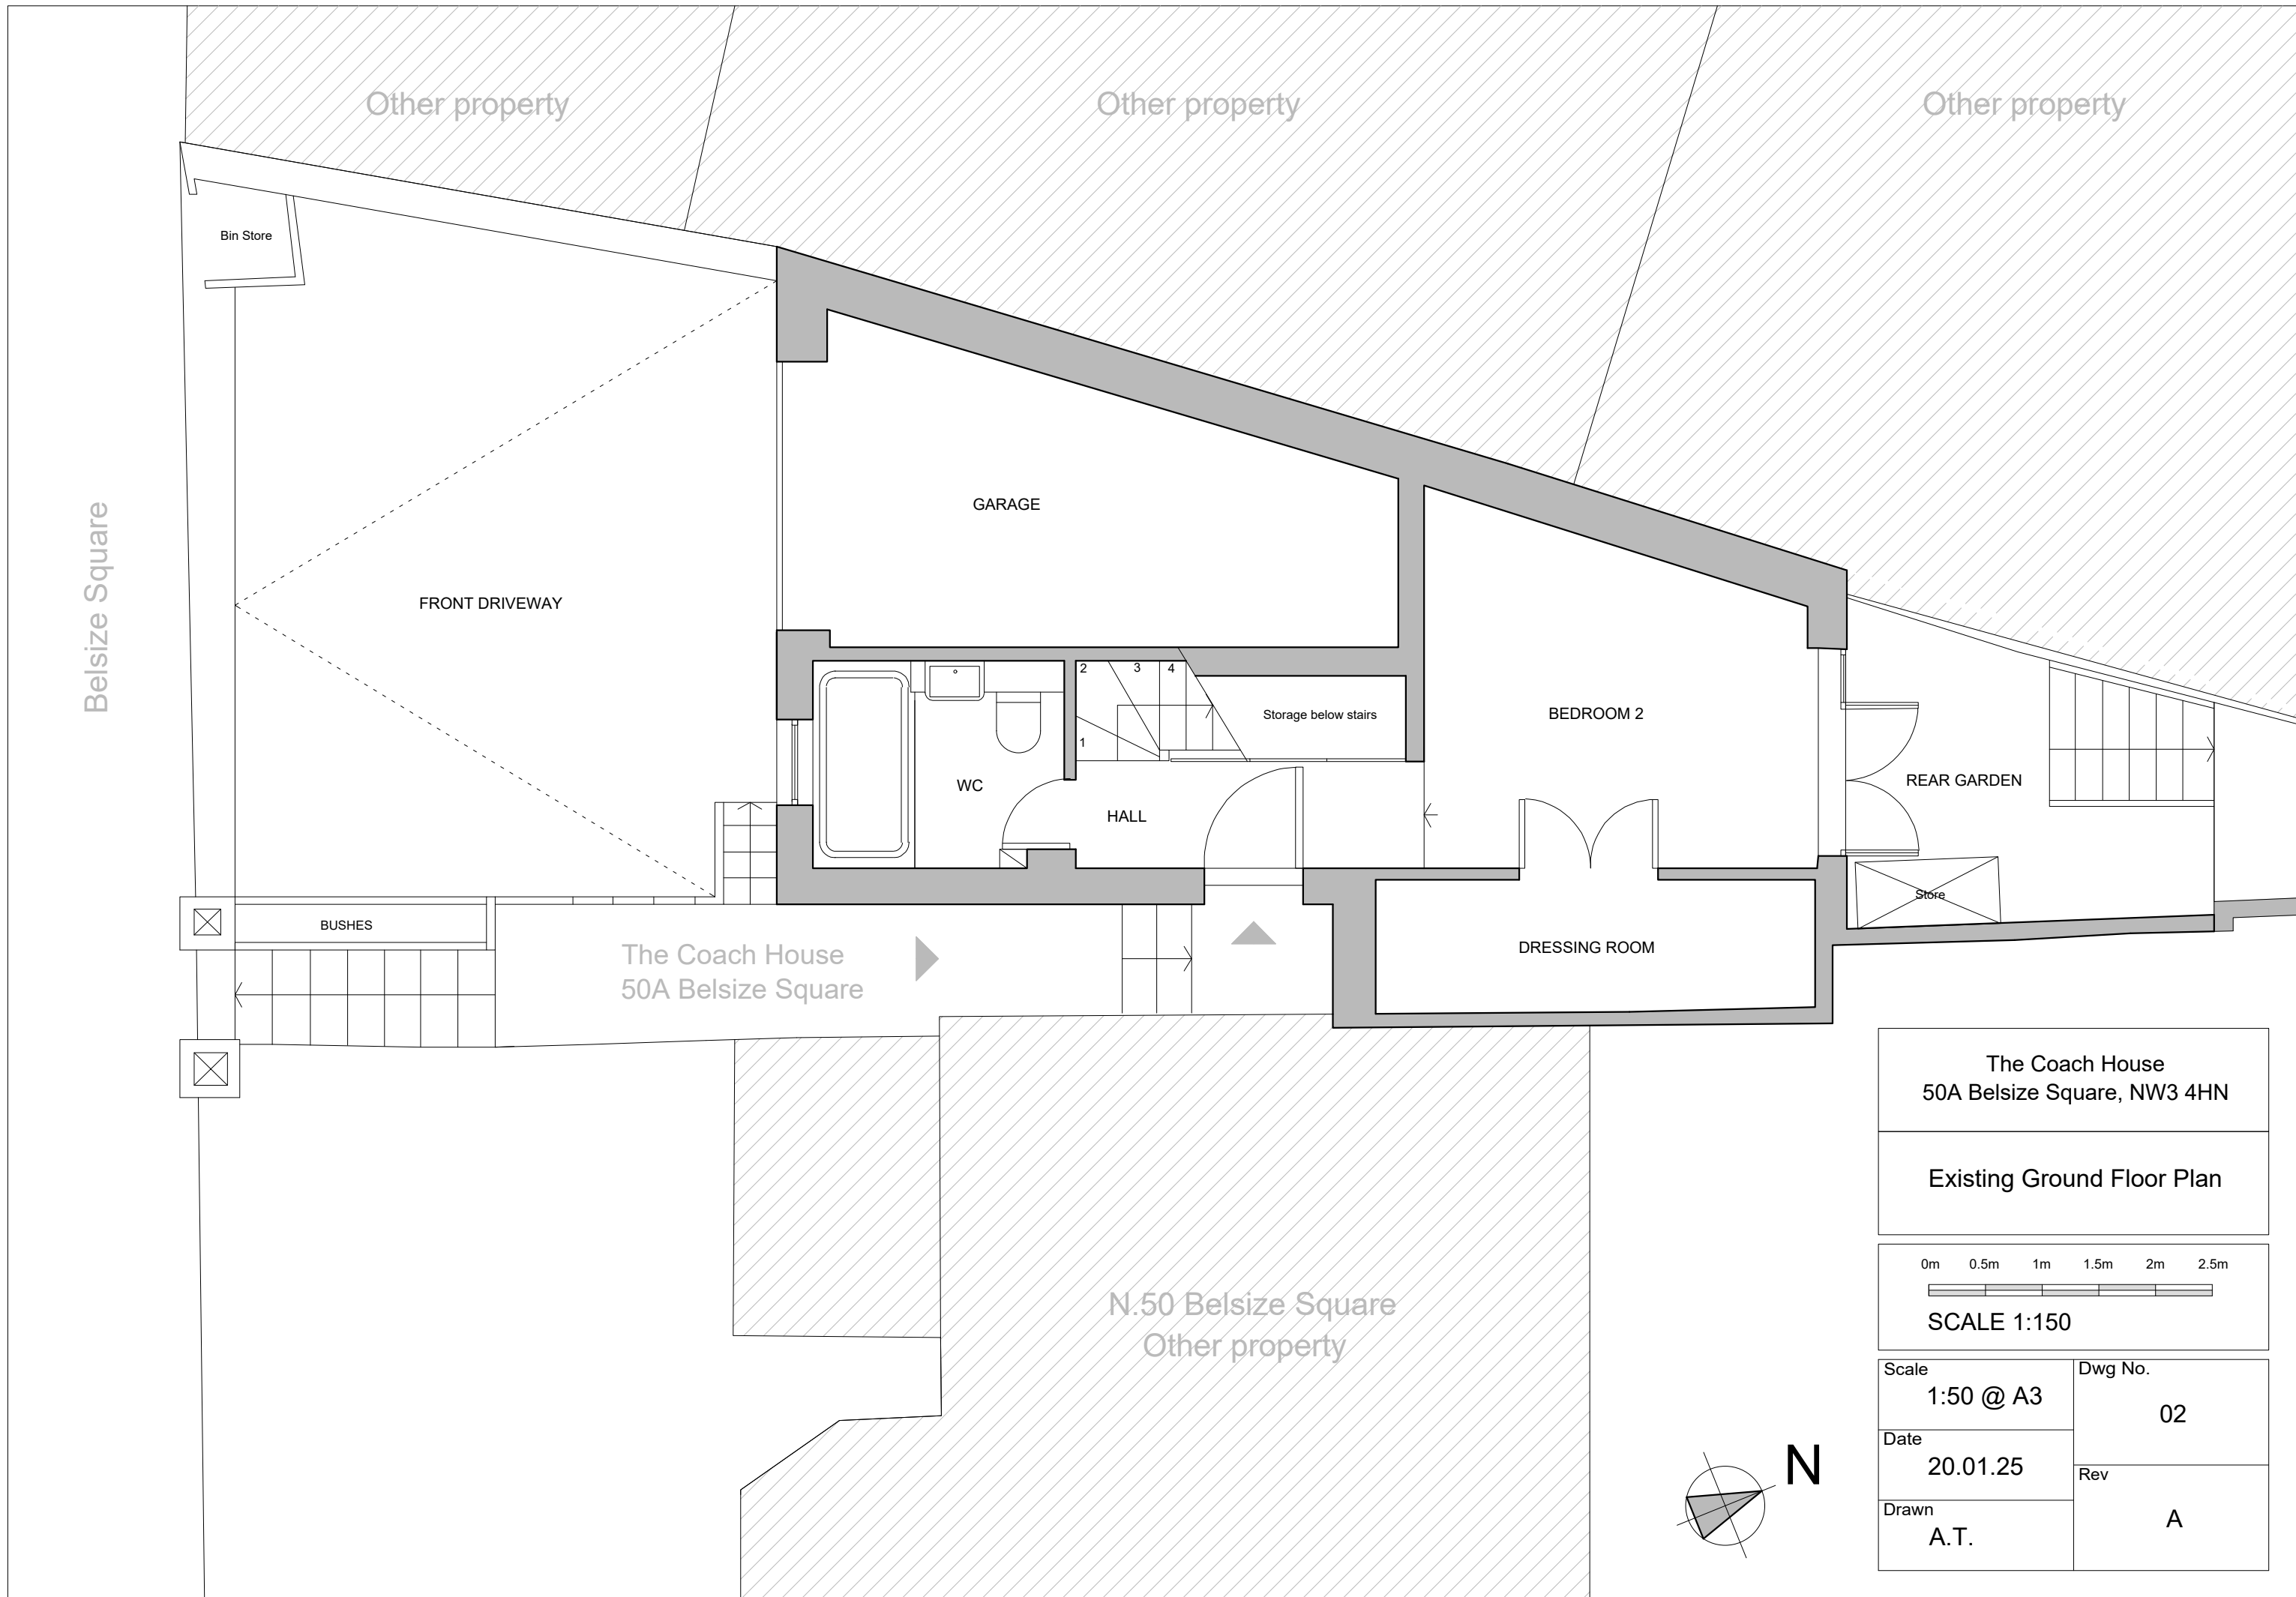 Other property
Other property
Other property
Bin Store
Belsize Square
FRONT DRIVEWAY
GARAGE
2
3
4
1
Storage below stairs
BEDROOM 2
WC
HALL
REAR GARDEN
Store
BUSHES
The Coach House
50A Belsize Square
DRESSING ROOM
N.50 Belsize Square
Other property
N
The Coach House
50A Belsize Square, NW3 4HN
Existing Ground Floor Plan
0m 0.5m 1m 1.5m 2m 2.5m
SCALE 1:150
Scale
1:50 @ A3
Dwg No.
02
Date
20.01.25
Rev
A
Drawn
A.T.